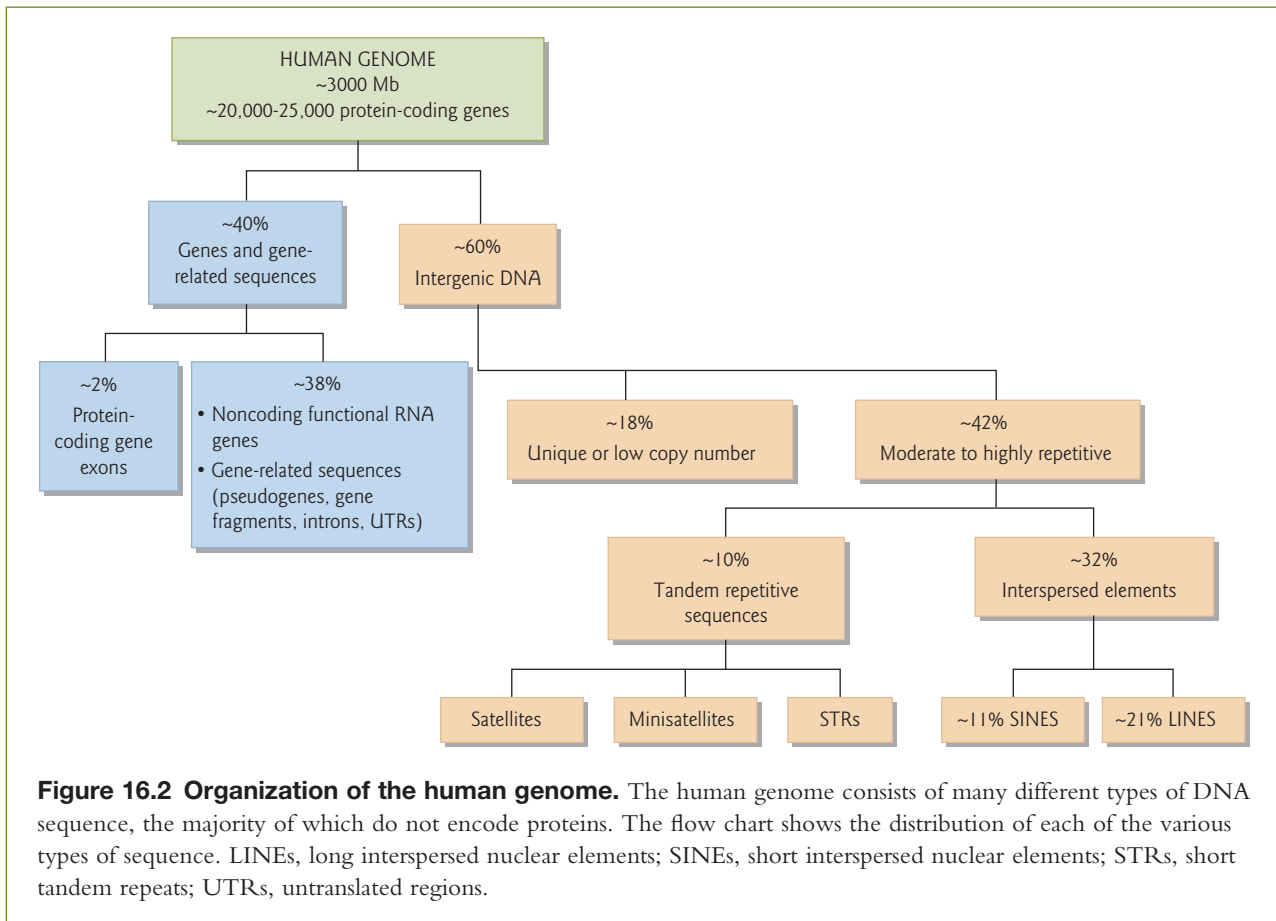 HUMAN GENOME
~3000 Mb
~20,000-25,000 protein-coding genes
~40%
Genes and gene-
related sequences
~60%
Intergenic DNA
~2%
Protein-
coding gene
exons
~38%
• Noncoding functional RNA
genes
• Gene-related sequences
(pseudogenes, gene
fragments, introns, UTRs)
~18%
Unique or low copy number
~42%
Moderate to highly repetitive
~10%
Tandem repetitive
sequences
~32%
Interspersed elements
Satellites
Minisatellites
STRs
~11% SINES
~21% LINES
Figure 16.2 Organization of the human genome. The human genome consists of many different types of DNA
sequence, the majority of which do not encode proteins. The flow chart shows the distribution of each of the various
types of sequence. LINEs, long interspersed nuclear elements; SINEs, short interspersed nuclear elements; STRs, short
tandem repeats; UTRs, untranslated regions.